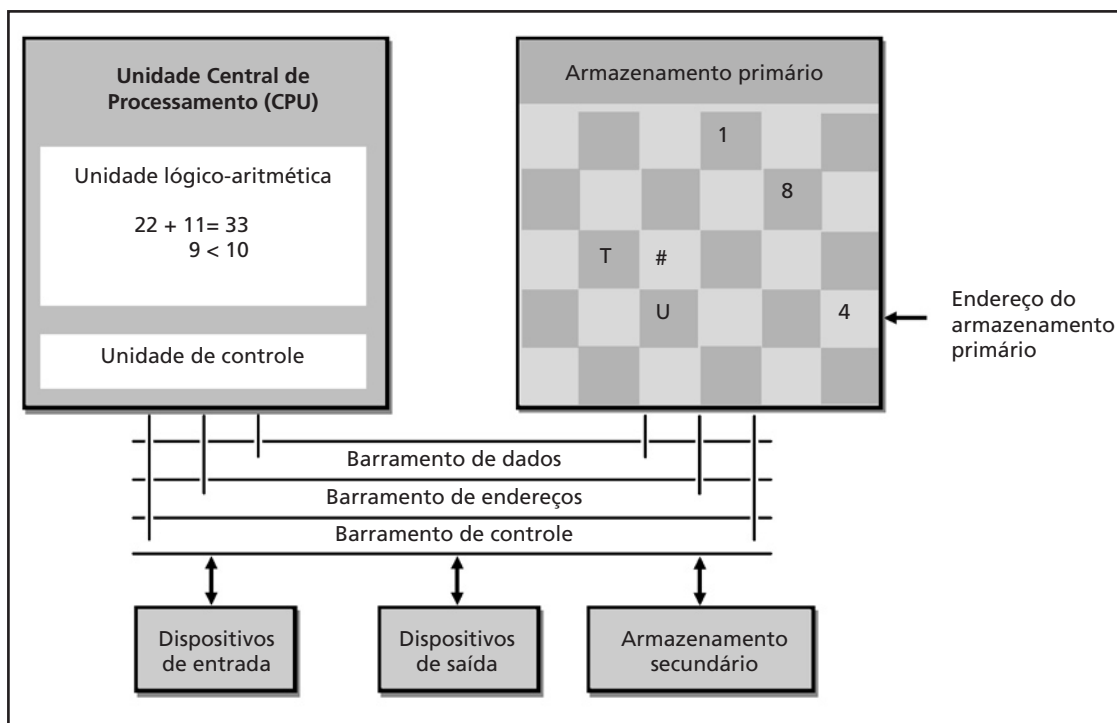 Unidade Central de
Processamento (CPU)
Unidade lógico-aritmética
22 + 11= 33
9 < 10
Unidade de controle
Armazenamento primário
1
8
T #
U 4
Endereço do
armazenamento
primário
Barramento de dados
Barramento de endereços
Barramento de controle
Dispositivos
de entrada
Dispositivos
de saída
Armazenamento
secundário